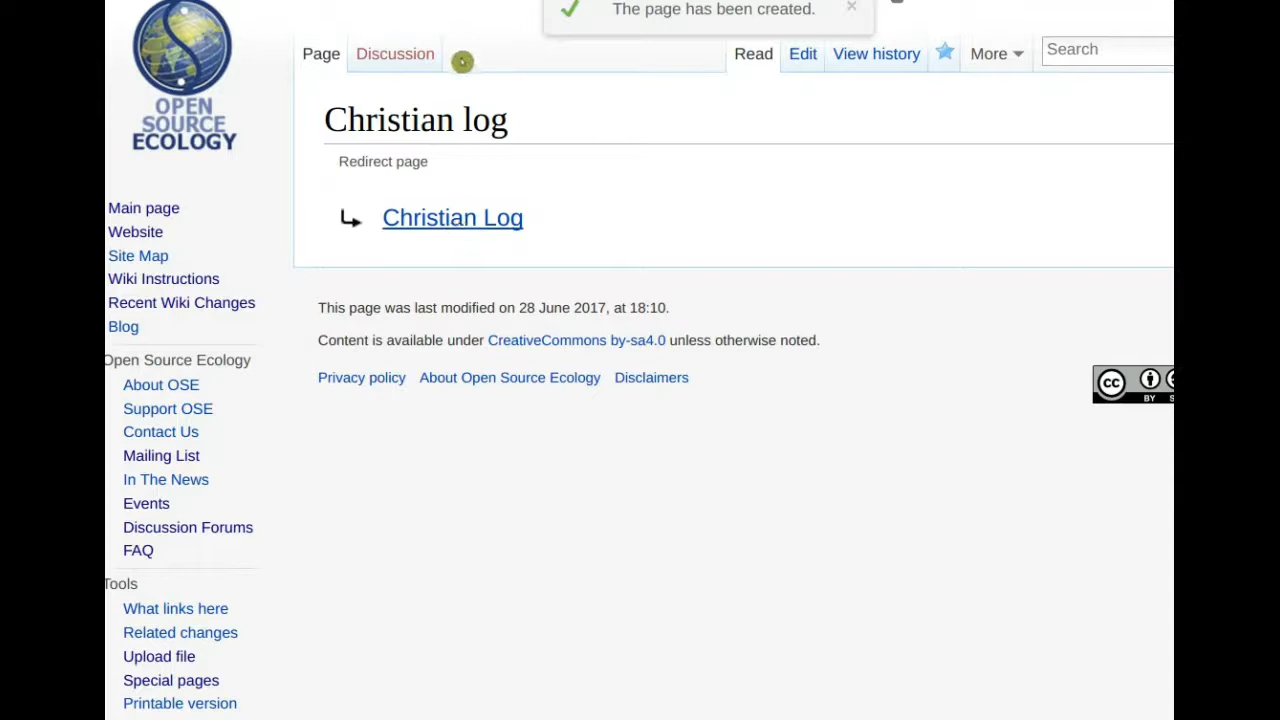 The page has been created.
×
Page Discussion Read Edit View history More Search
OPEN
SOURCE
ECOLOGY
Christian log
Redirect page
Christian Log
Main page
Website
Site Map
Wiki Instructions
Recent Wiki Changes
Blog
Open Source Ecology
About OSE
Support OSE
Contact Us
Mailing List
In The News
Events
Discussion Forums
FAQ
Tools
What links here
Related changes
Upload file
Special pages
Printable version
This page was last modified on 28 June 2017, at 18:10.
Content is available under CreativeCommons by-sa4.0 unless otherwise noted.
Privacy policy About Open Source Ecology Disclaimers
cc
BY